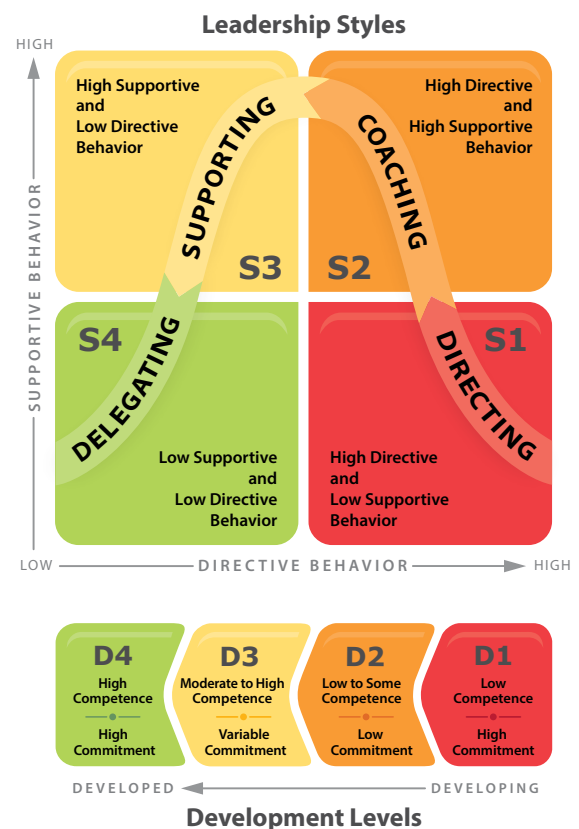 Leadership Styles
HIGH
SUPPORTIVE BEHAVIOR
High Supportive
and
Low Directive
Behavior
SUPPORTING
S3
High Directive
and
High Supportive
Behavior
COACHING
S2
S4
DELEGATING
Low Supportive
and
Low Directive
Behavior
S1
DIRECTING
High Directive
and
Low Supportive
Behavior
LOW
DIRECTIVE BEHAVIOR
HIGH
D4
High
Competence
High
Commitment
D3
Moderate to High
Competence
Variable
Commitment
D2
Low to Some
Competence
Low
Commitment
D1
Low
Competence
High
Commitment
DEVELOPED
DEVELOPING
Development Levels